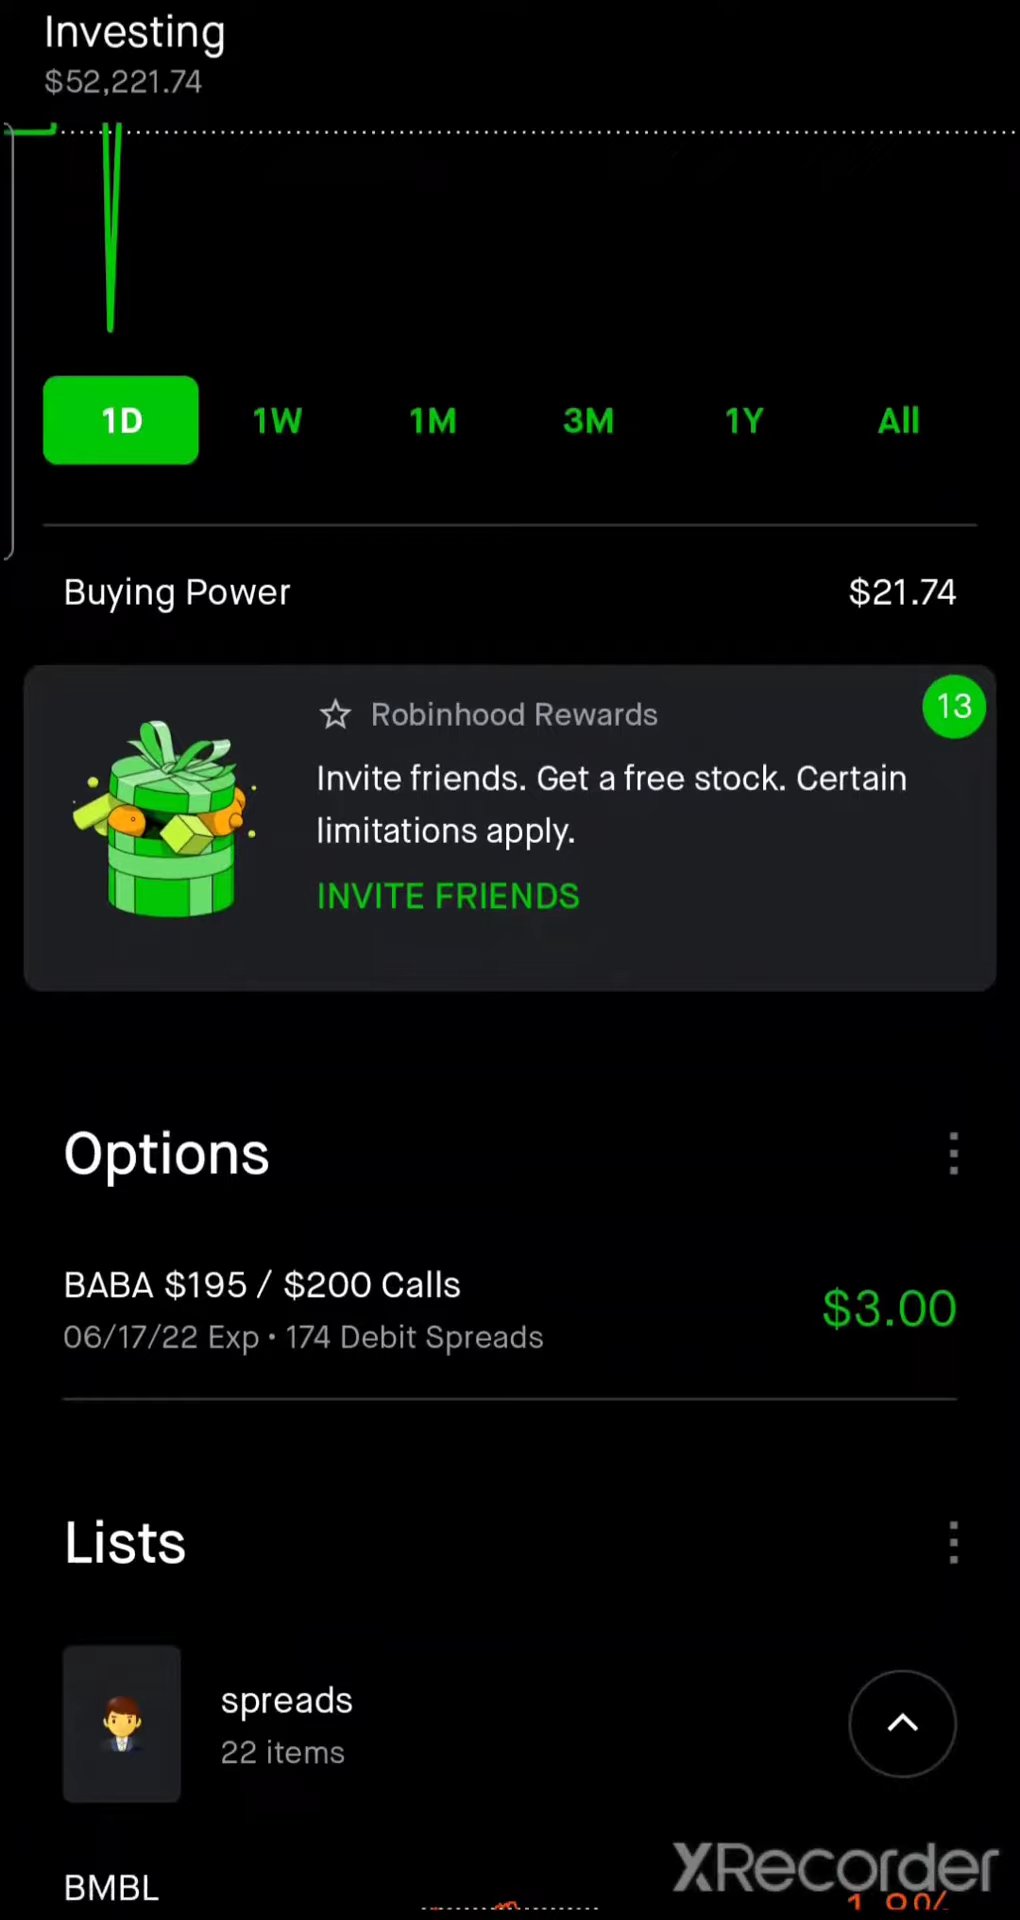 Investing
$52,221.74
1D 1W 1M 3M 1Y All
Buying Power $21.74
Robinhood Rewards 13
Invite friends. Get a free stock. Certain
limitations apply.
INVITE FRIENDS
Options
BABA $195 / $200 Calls
$3.00
06/17/22 Exp • 174 Debit Spreads
Lists
spreads
22 items
XRecorder
BMBL